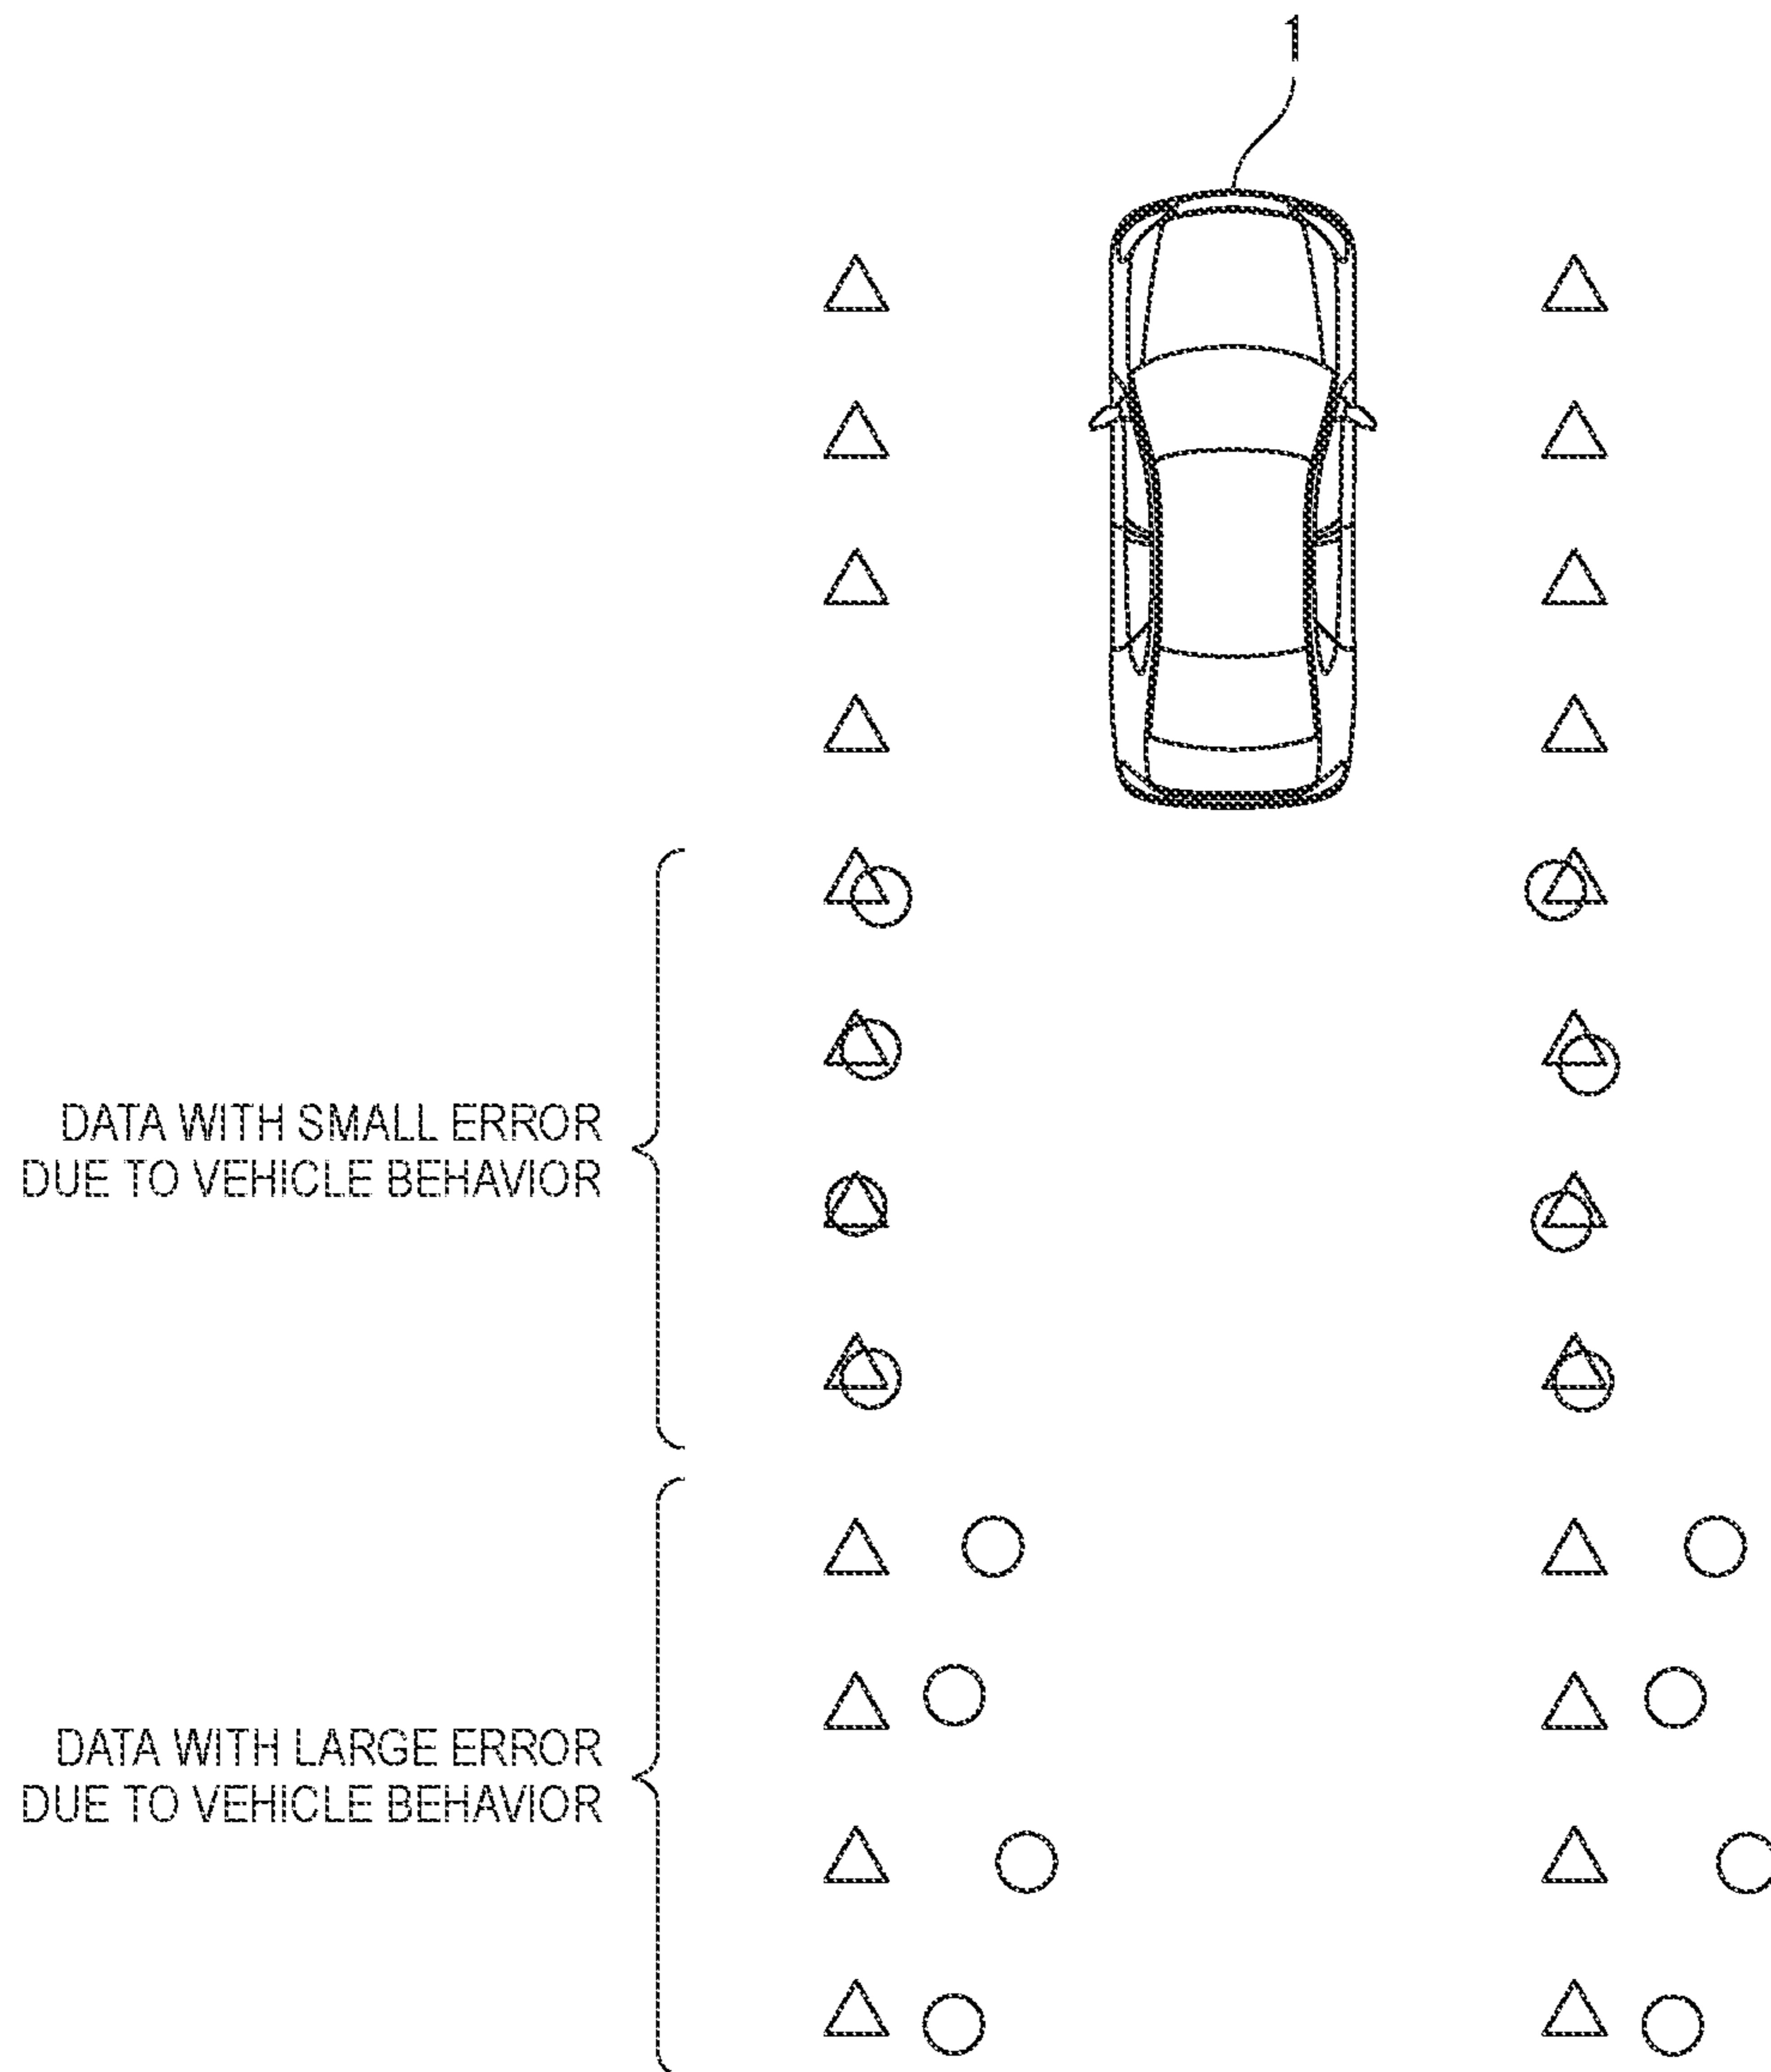 1
DATA WITH SMALL ERROR
DUE TO VEHICLE BEHAVIOR
DATA WITH LARGE ERROR
DUE TO VEHICLE BEHAVIOR